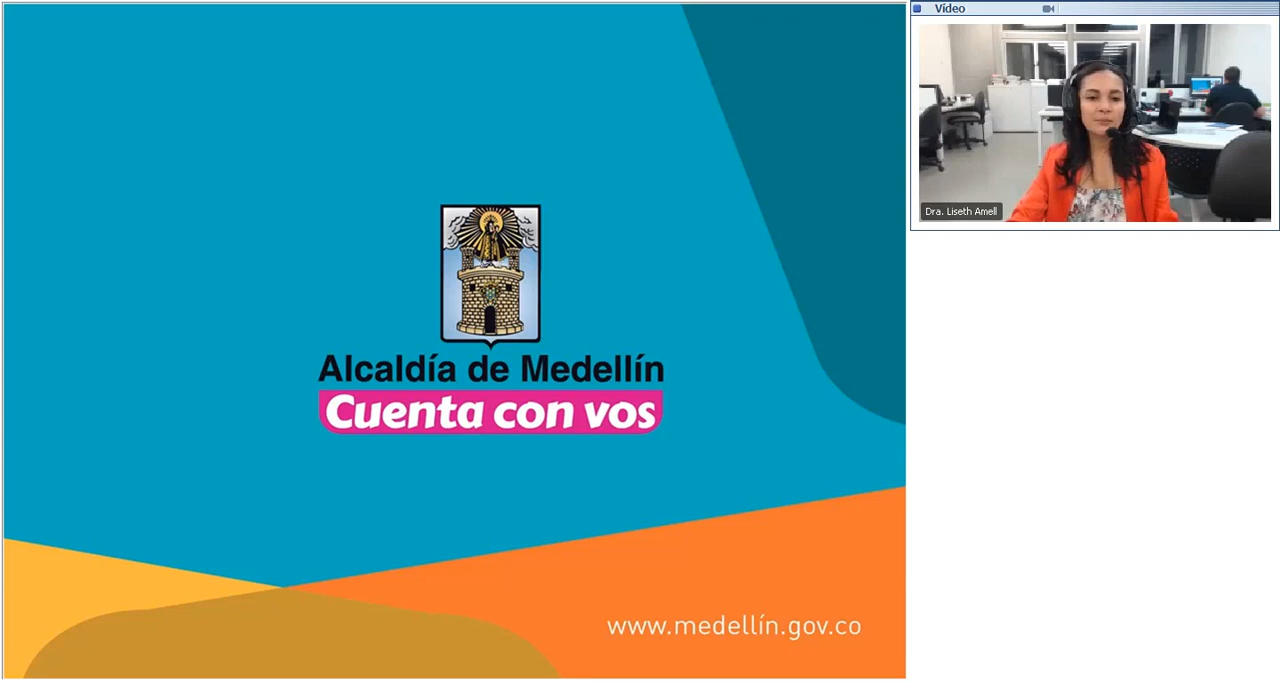 Alcaldía de Medellín
Cuenta con vos
www.medellín.gov.co
Vídeo
Dra. Liseth Amell